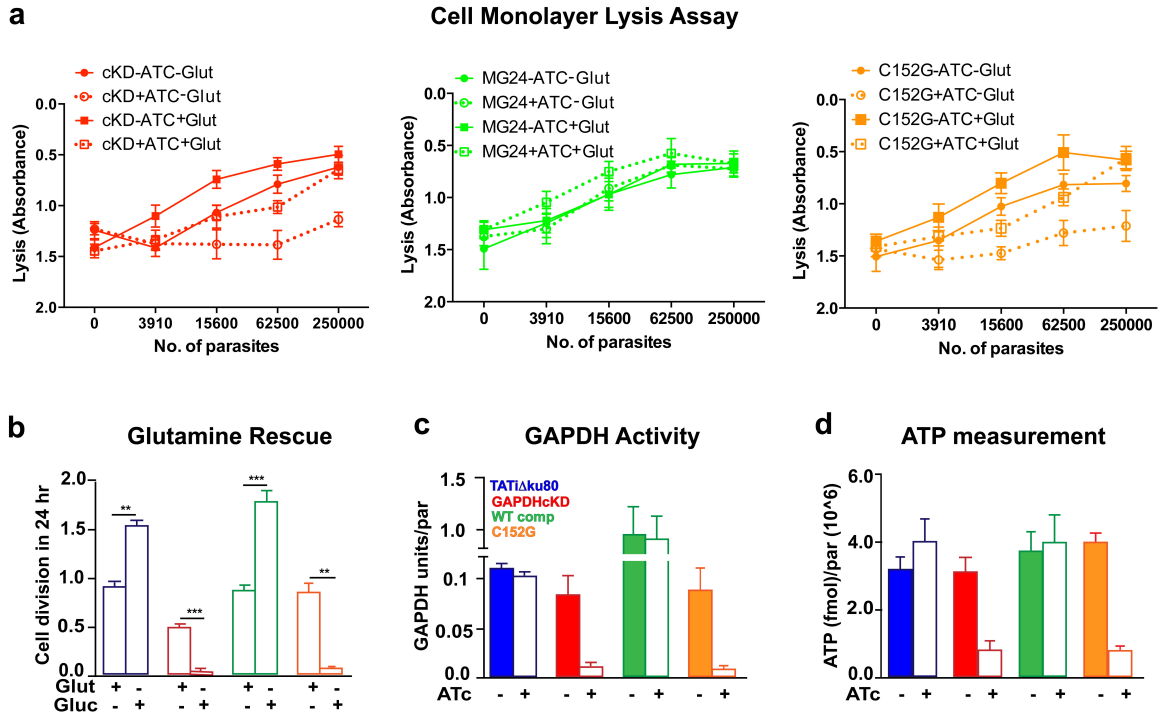 a
Cell Monolayer Lysis Assay
cKD-ATC-Glut
cKD+ATC-Glut
cKD-ATC+Glut
cKD+ATC+Glut
0.0
0.5
1.0
1.5
2.0
Lysis (Absorbance)
0 3910 15600 62500 250000
No. of parasites
MG24-ATC-Glut
MG24+ATC-Glut
MG24-ATC+Glut
MG24+ATC+Glut
0.0
0.5
1.0
1.5
2.0
Lysis (Absorbance)
0 3910 15600 62500 250000
No. of parasites
C152G-ATC-Glut
C152G+ATC-Glut
C152G-ATC+Glut
C152G+ATC+Glut
0.0
0.5
1.0
1.5
2.0
Lysis (Absorbance)
0 3910 15600 62500 250000
No. of parasites
b
Glutamine Rescue
Cell division in 24 hr
2.0
1.5
1.0
0.5
0.0
** *** *** **
Glut + - + - + - + -
Gluc - + - + - + - +
c
GAPDH Activity
GAPDH units/par
1.5
1.0
0.1
0.05
0.0
TATiΔku80
GAPDHcKD
WT comp
C152G
ATc - + - + - + - +
d
ATP measurement
ATP (fmol)/par (10^6)
6.0
4.0
2.0
0.0
ATc - + - + - + - +